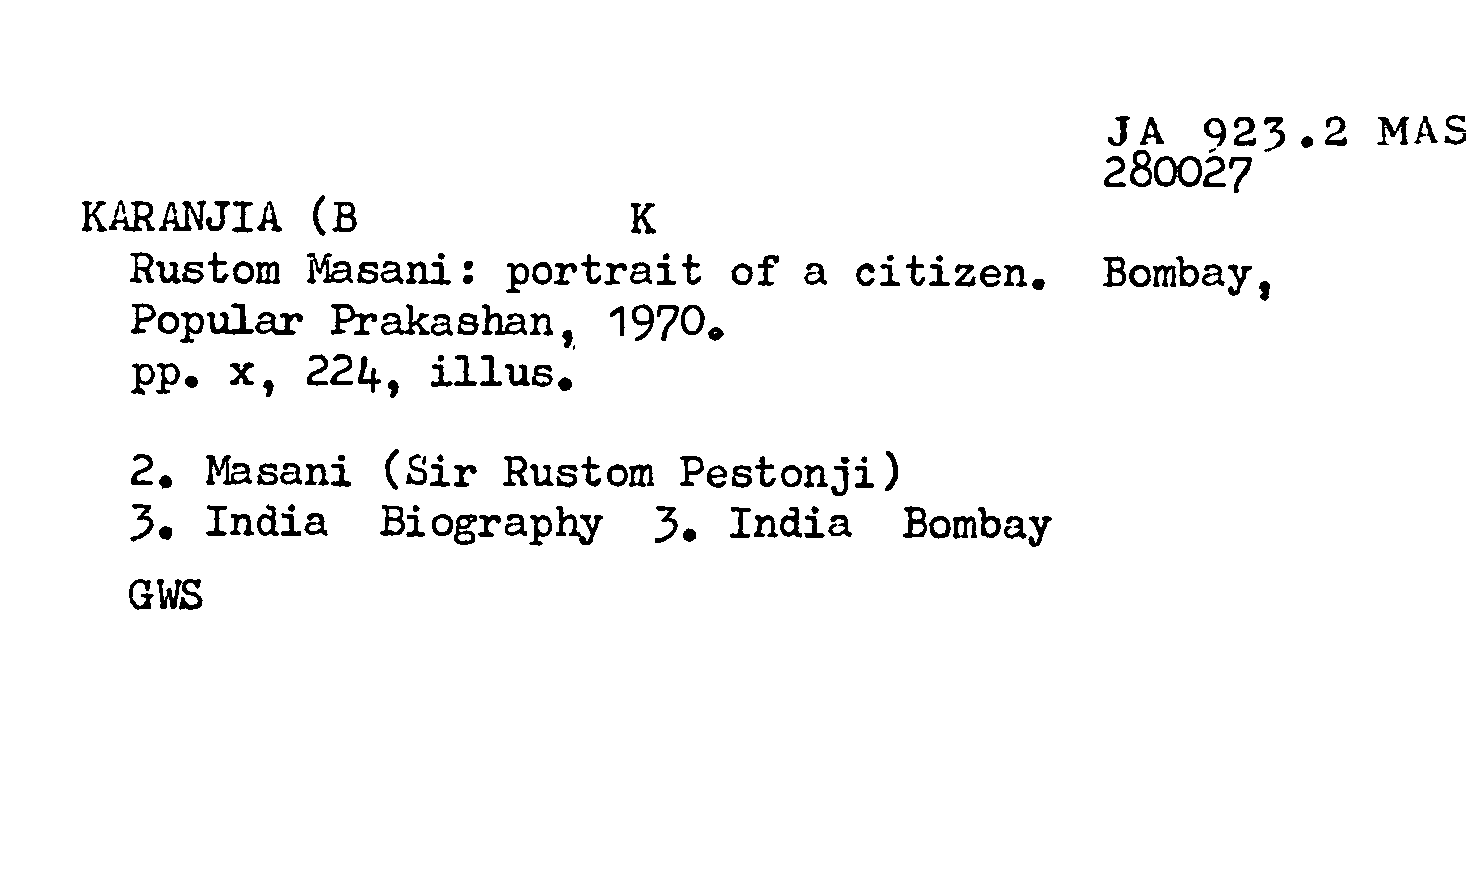 JA 923.2 MAS
280027
KARANJIA (B K
Rustom Masani: portrait of a citizen. Bombay,
Popular Prakashan, 1970.
pp. x, 224, illus.
2. Masani (Sir Rustom Pestonji)
3. India Biography 3. India Bombay
GWS